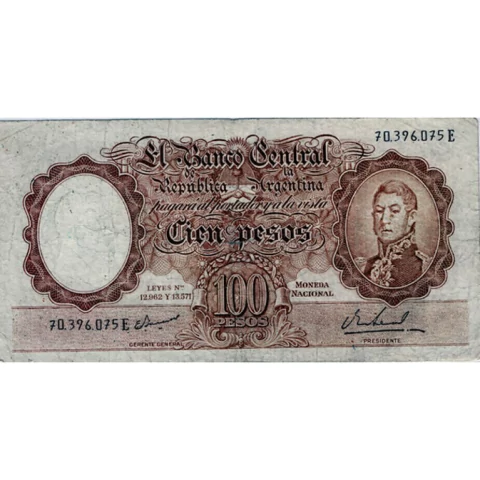 70.396.075 E
El Banco Central
de la
República Argentina
pagará al portador y a la vista
Cien pesos
LEYES Nos
12.962 Y 13.571
100
PESOS
MONEDA
NACIONAL
70.396.075 E
GERENTE GENERAL
PRESIDENTE